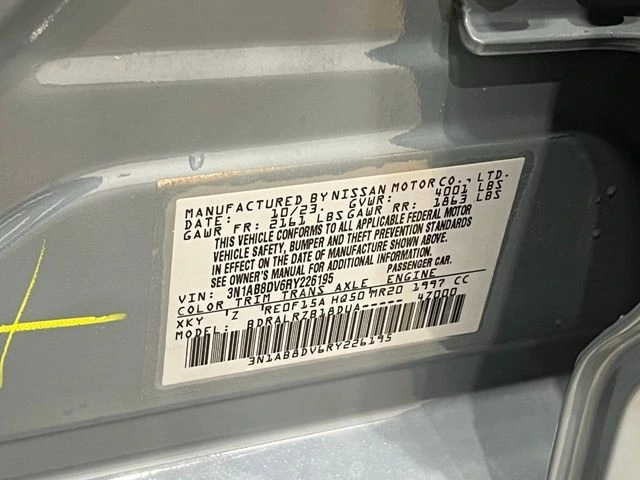 MANUFACTURED BY NISSAN MOTOR CO., LTD.
DATE: 10/23. GVWR: 4001 LBS
GAWR FR: 2161 LBS GAWR RR: 1863 LBS
THIS VEHICLE CONFORMS TO ALL APPLICABLE FEDERAL MOTOR
VEHICLE SAFETY, BUMPER AND THEFT PREVENTION STANDARDS
IN EFFECT ON THE DATE OF MANUFACTURE SHOWN ABOVE.
SEE OWNER'S MANUAL FOR ADDITIONAL INFORMATION.
VIN: 3N1AB8DV6RY226195 PASSENGER CAR.
COLOR TRIM TRANS AXLE ENGINE
XKY Z RE0F15A HQ50 MR20 1997 CC
MODEL: BDRALRZB18DUA----- 4Z000
3N1AB8DV6RY226195